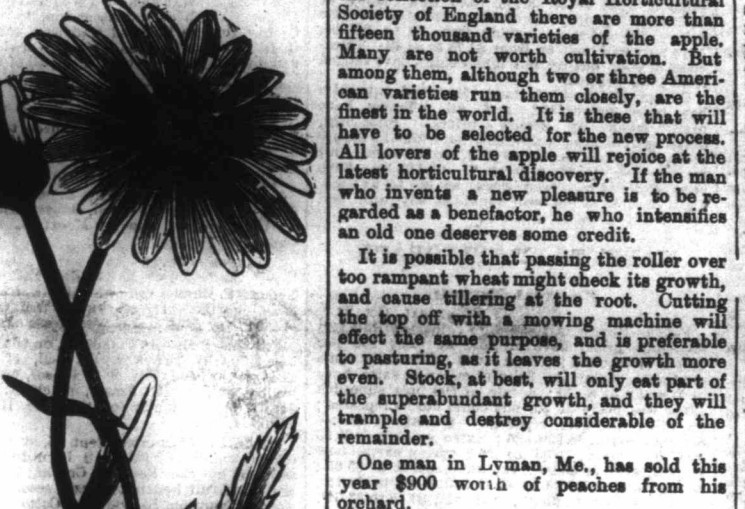 of the Royal Horticultural
Society of England there are more than
fifteen thousand varieties of the apple.
Many are not worth cultivation. But
among them, although two or three Ameri-
can varieties run them closely, are the
finest in the world. It is these that will
have to be selected for the new process.
All lovers of the apple will rejoice at the
latest horticultural discovery. If the man
who invents a new pleasure is to be re-
garded as a benefactor, he who intensifies
an old one deserves some credit.
It is possible that passing the roller over
too rampant wheat might check its growth,
and cause tillering at the root. Cutting
the top off with a mowing machine will
effect the same purpose, and is preferable
to pasturing, as it leaves the growth more
even. Stock, at best, will only eat part of
the superabundant growth, and they will
trample and destrey considerable of the
remainder.
One man in Lyman, Me., has sold this
year $900 worth of peaches from his
orchard.